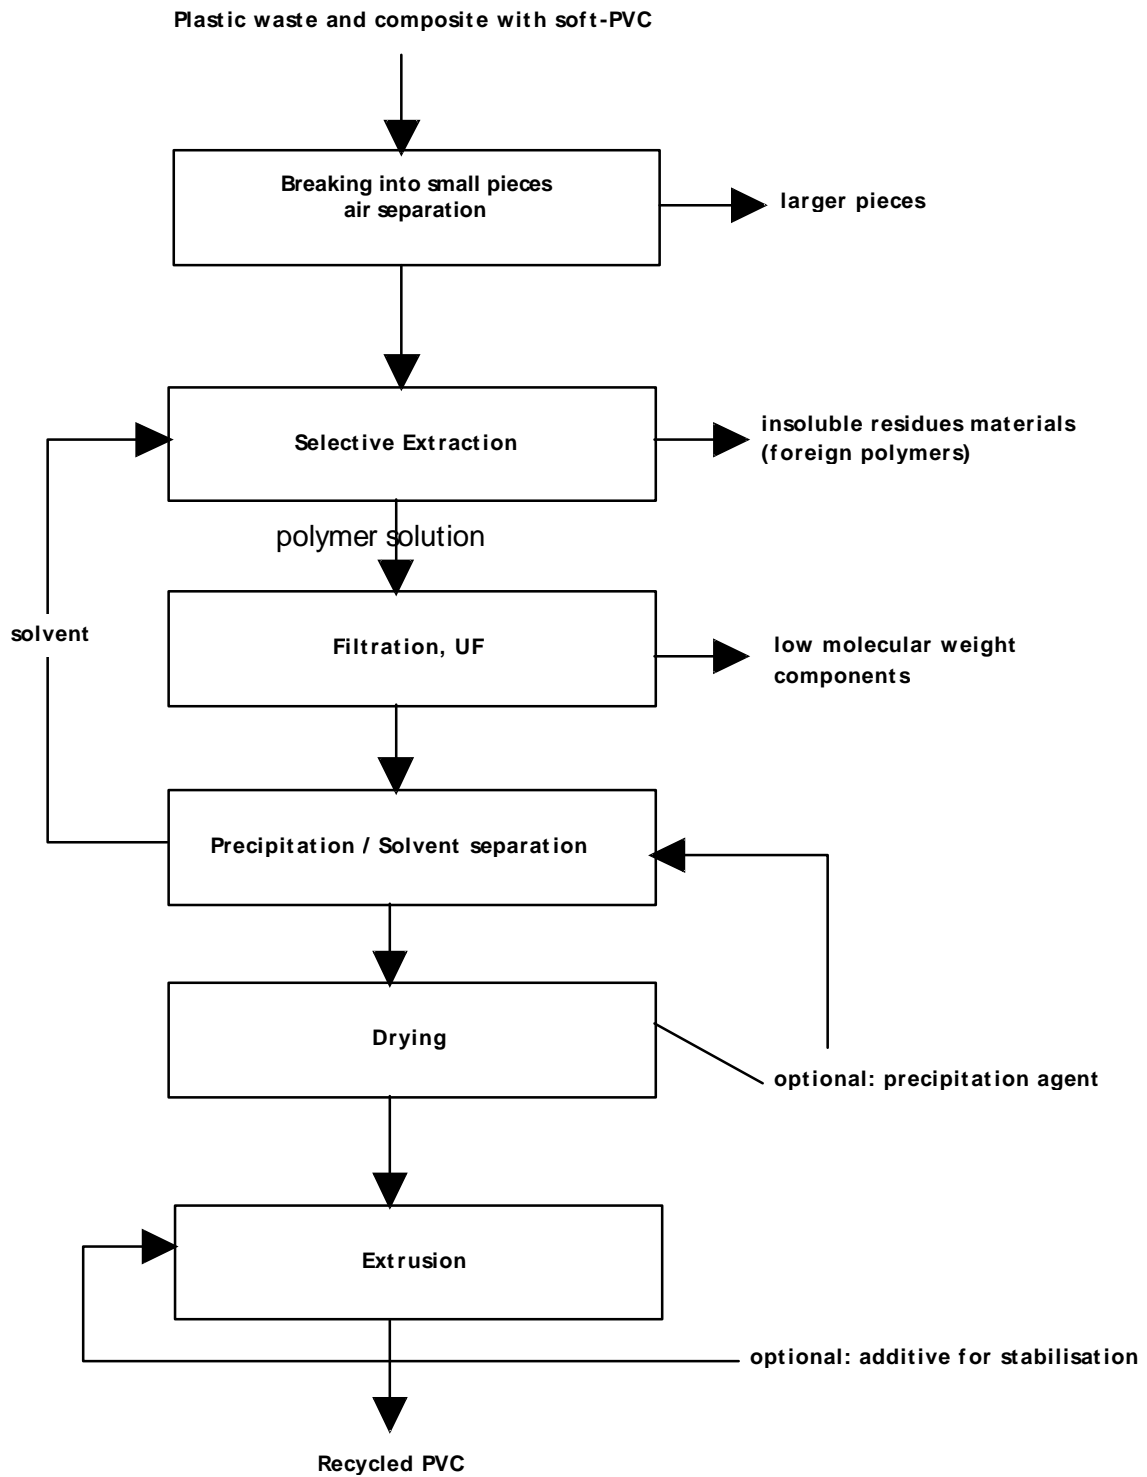 Plastic waste and composite with soft-PVC
Breaking into small pieces
air separation
larger pieces
Selective Extraction
insoluble residues materials
(foreign polymers)
polymer solution
solvent
Filtration, UF
low molecular weight
components
Precipitation / Solvent separation
Drying
optional: precipitation agent
Extrusion
optional: additive for stabilisation
Recycled PVC